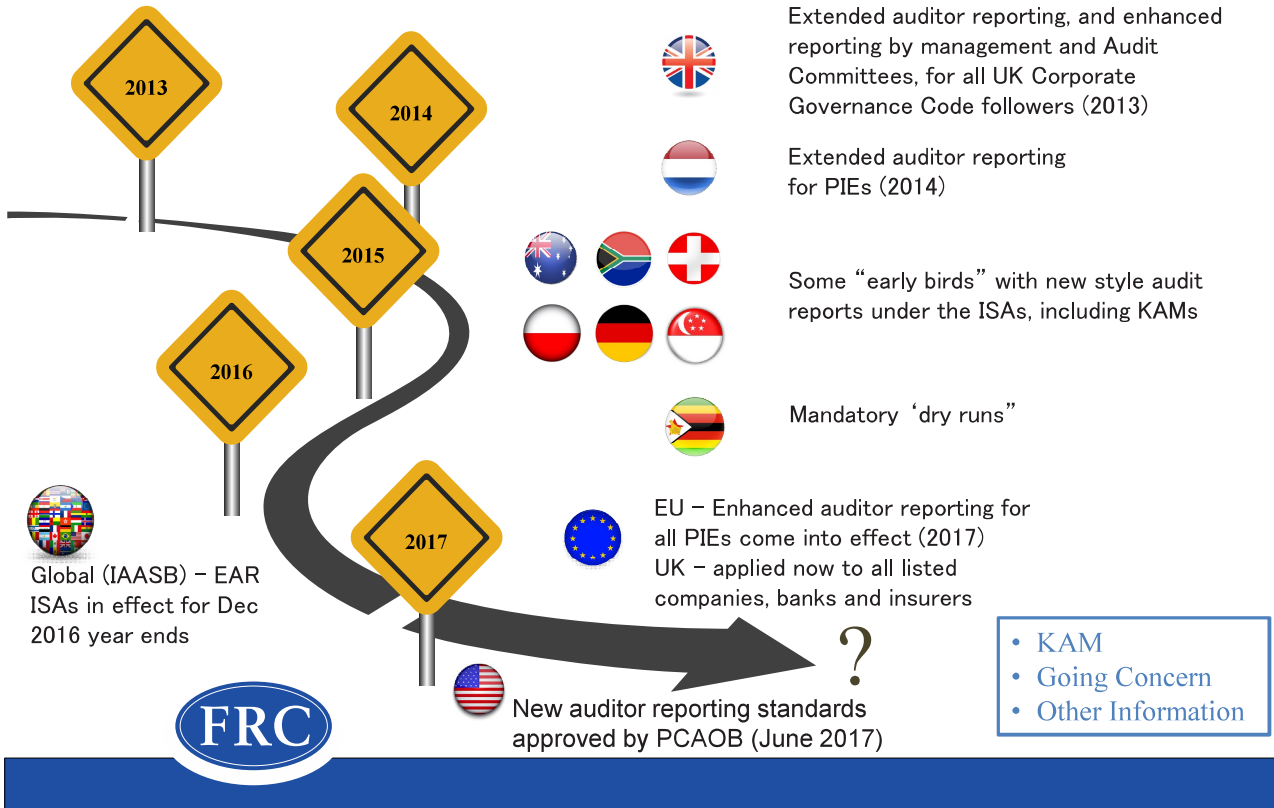 2013
2014
2015
2016
2017
Extended auditor reporting, and enhanced
reporting by management and Audit
Committees, for all UK Corporate
Governance Code followers (2013)
Extended auditor reporting
for PIEs (2014)
Some “early birds” with new style audit
reports under the ISAs, including KAMs
Mandatory ‘dry runs”
Global (IAASB) – EAR
ISAs in effect for Dec
2016 year ends
EU – Enhanced auditor reporting for
all PIEs come into effect (2017)
UK – applied now to all listed
companies, banks and insurers
?
New auditor reporting standards
approved by PCAOB (June 2017)
• KAM
• Going Concern
• Other Information
FRC